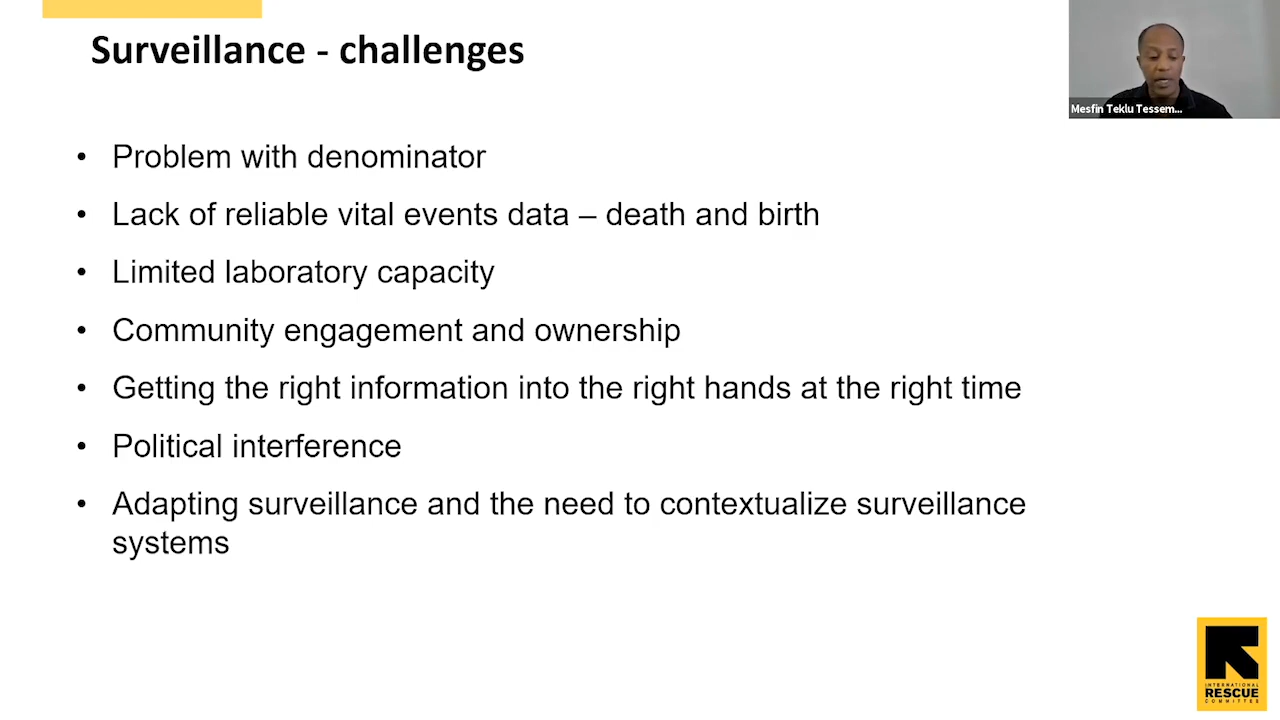 Surveillance - challenges
Mesfin Teklu Tessem...
• Problem with denominator
• Lack of reliable vital events data – death and birth
• Limited laboratory capacity
• Community engagement and ownership
• Getting the right information into the right hands at the right time
• Political interference
• Adapting surveillance and the need to contextualize surveillance
systems
INTERNATIONAL
RESCUE
COMMITTEE